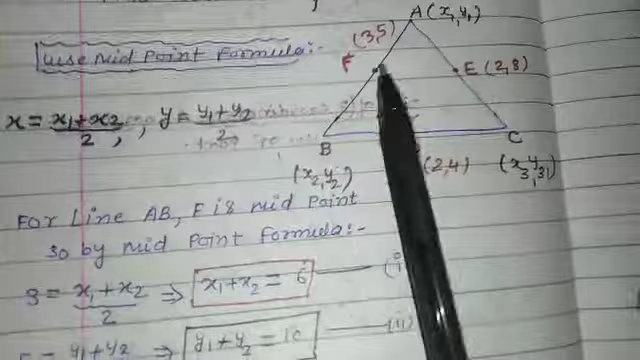 use Mid Point Formula:-
x = x₁+x₂/2, , y = y₁+y₂/2
A (x₁, y₁)
(3,5)
F
E (2,8)
B
C
(x₂, y₂)
(2,4)
(x₃, y₃)
For Line AB, F is mid Point
so by mid Point formula:-
3 = x₁+x₂/2 ⇒ x₁+x₂ = 6 —— (i
y₁+y₂ ⇒ y₁+y₂ = 10 —— (ii)